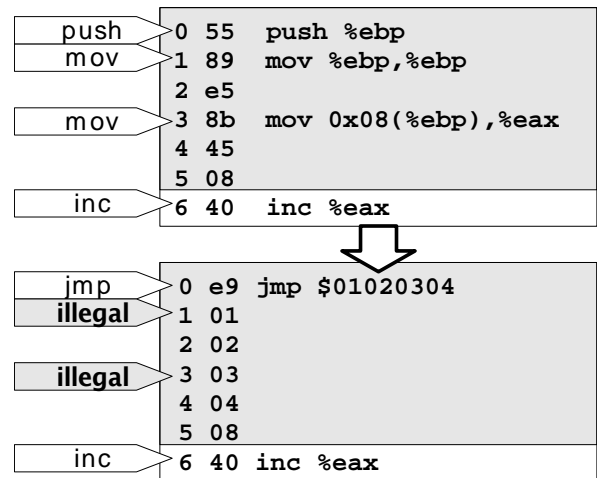 push 0 55 push %ebp
mov 1 89 mov %ebp,%ebp
2 e5
mov 3 8b mov 0x08(%ebp),%eax
4 45
5 08
inc 6 40 inc %eax
jmp 0 e9 jmp $01020304
illegal 1 01
2 02
illegal 3 03
4 04
5 08
inc 6 40 inc %eax